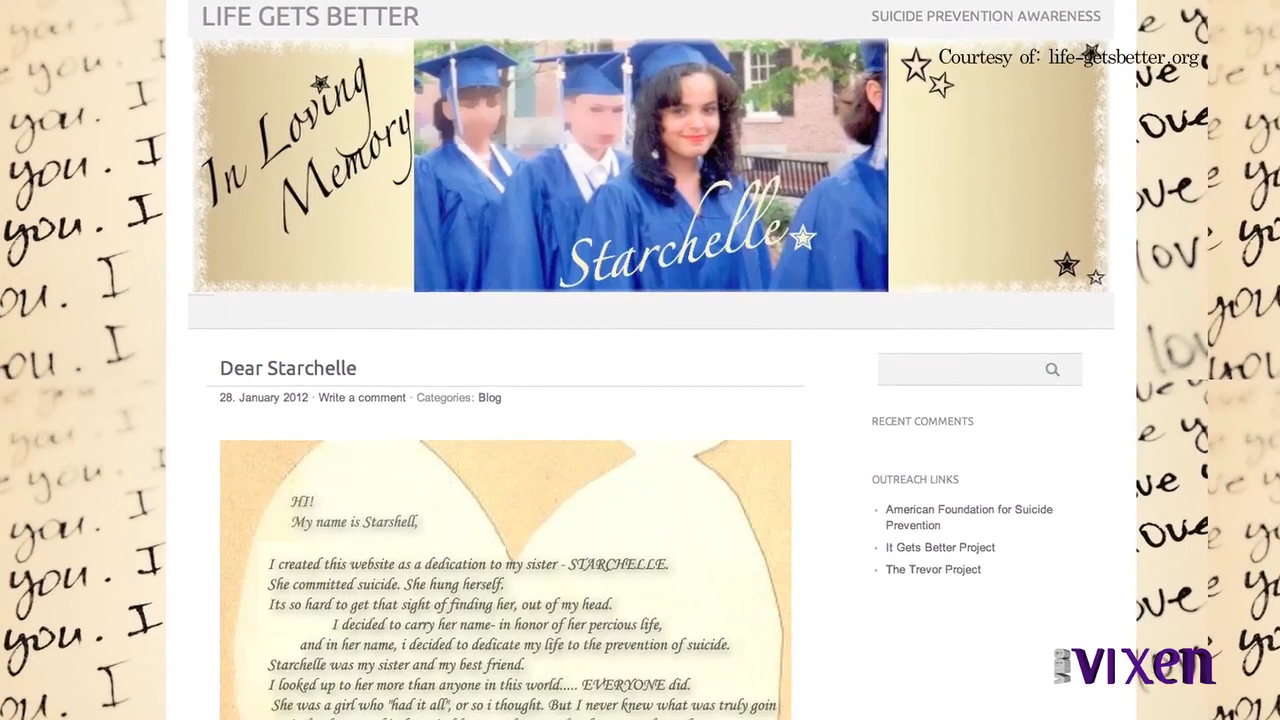 LIFE GETS BETTER
SUICIDE PREVENTION AWARENESS
Courtesy of: life-getsbetter.org
In Loving
Memory
Starchelle
Dear Starchelle
28. January 2012 · Write a comment · Categories: Blog
RECENT COMMENTS
OUTREACH LINKS
American Foundation for Suicide
Prevention
It Gets Better Project
The Trevor Project
HI!
My name is Starshell,
I created this website as a dedication to my sister - STARCHELLE.
She committed suicide. She hung herself.
Its so hard to get that sight of finding her, out of my head.
I decided to carry her name- in honor of her percious life,
and in her name, i decided to dedicate my life to the prevention of suicide.
Starchelle was my sister and my best friend.
I looked up to her more than anyone in this world..... EVERYONE did.
She was a girl who "had it all", or so i thought. But I never knew what was truly goin
VIXEN
you. I
you. I
you. I
you. I
love
love